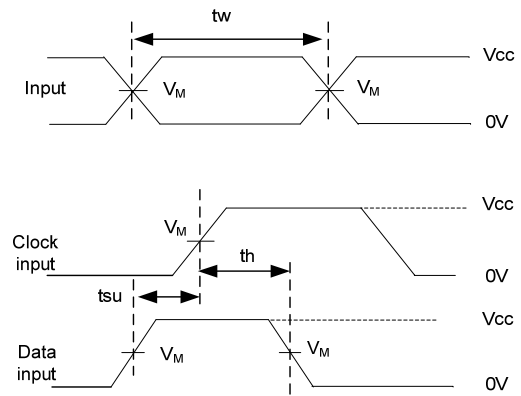 tw
Vcc
Input
VM
VM
0V
Vcc
VM
Clock
input
th
0V
tsu
Vcc
Data
input
VM
VM
0V